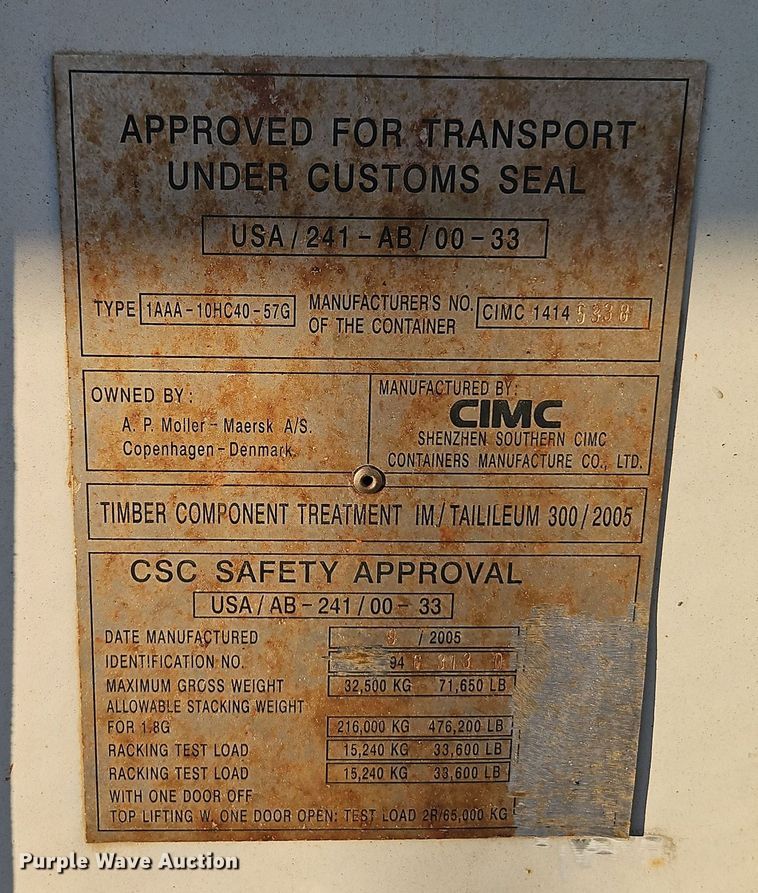 APPROVED FOR TRANSPORT
UNDER CUSTOMS SEAL
USA / 241 - AB / 00 - 33
TYPE 1AAA - 10HC40 - 57G MANUFACTURER'S NO. OF THE CONTAINER CIMC 1414
OWNED BY :
A. P. Moller - Maersk A/S.
Copenhagen - Denmark.
MANUFACTURED BY:
CIMC
SHENZHEN SOUTHERN CIMC
CONTAINERS MANUFACTURE CO., LTD.
TIMBER COMPONENT TREATMENT IM / TAILILEUM 300 / 2005
CSC SAFETY APPROVAL
USA / AB - 241 / 00 - 33
DATE MANUFACTURED 9 / 2005
IDENTIFICATION NO. 94
MAXIMUM GROSS WEIGHT 32,500 KG 71,650 LB
ALLOWABLE STACKING WEIGHT
FOR 1.8G 216,000 KG 476,200 LB
RACKING TEST LOAD 15,240 KG 33,600 LB
RACKING TEST LOAD 15,240 KG 33,600 LB
WITH ONE DOOR OFF
TOP LIFTING W. ONE DOOR OPEN: TEST LOAD 2R/65,000 KG
Purple Wave Auction